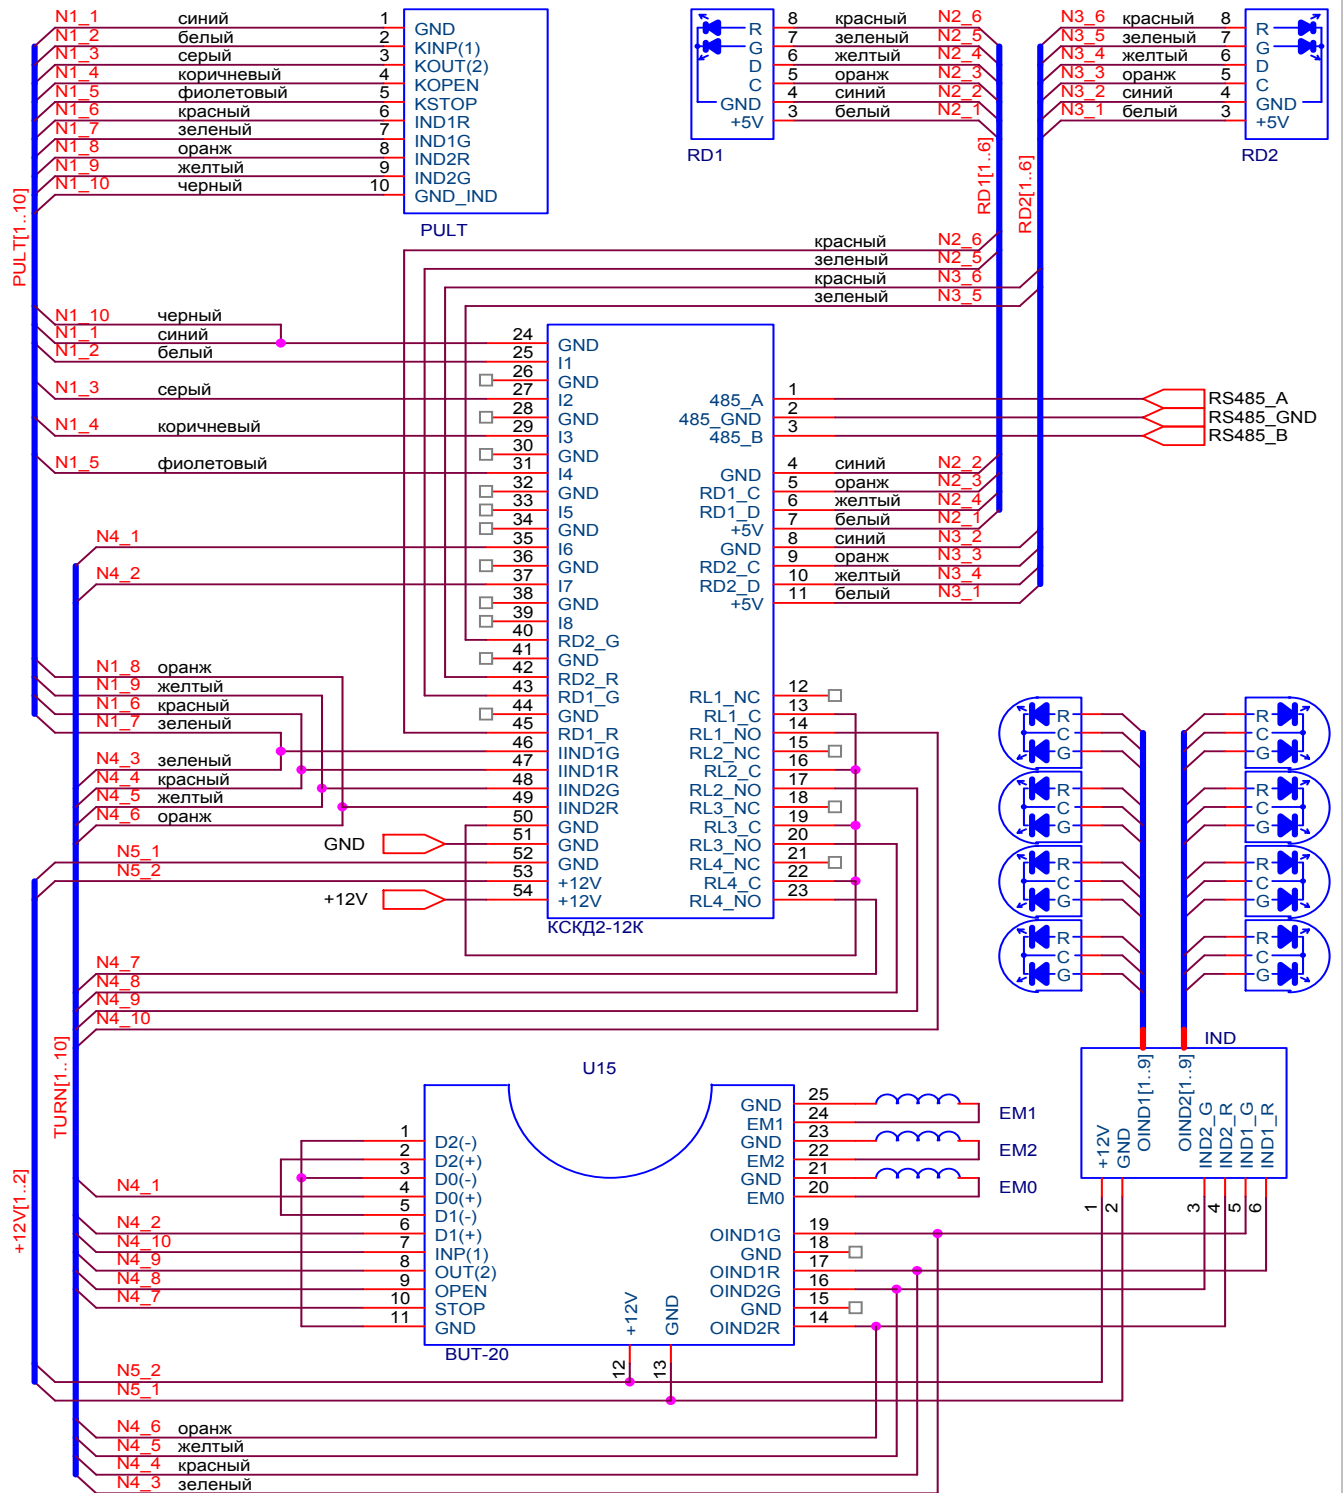 N1_1 синий 1 GND
N1_2 белый 2 KINP(1)
N1_3 серый 3 KOUT(2)
N1_4 коричневый 4 KOPEN
N1_5 фиолетовый 5 KSTOP
N1_6 красный 6 IND1R
N1_7 зеленый 7 IND1G
N1_8 оранж 8 IND2R
N1_9 желтый 9 IND2G
N1_10 черный 10 GND_IND
PULT
PULT[1..10]
R 8 красный N2_6
G 7 зеленый N2_5
D 6 желтый N2_4
C 5 оранж N2_3
GND 4 синий N2_2
+5V 3 белый N2_1
RD1
RD1[1..6]
N3_6 красный 8 R
N3_5 зеленый 7 G
N3_4 желтый 6 D
N3_3 оранж 5 C
N3_2 синий 4 GND
N3_1 белый 3 +5V
RD2
RD2[1..6]
красный N2_6
зеленый N2_5
красный N3_6
зеленый N3_5
N1_10 черный
N1_1 синий
N1_2 белый
N1_3 серый
N1_4 коричневый
N1_5 фиолетовый
N4_1
N4_2
N1_8 оранж
N1_9 желтый
N1_6 красный
N1_7 зеленый
N4_3 зеленый
N4_4 красный
N4_5 желтый
N4_6 оранж
GND
N5_1
N5_2
+12V
24 GND
25 I1
26 GND
27 I2
28 GND
29 I3
30 GND
31 I4
32 GND
33 I5
34 GND
35 I6
36 GND
37 I7
38 GND
39 I8
40 RD2_G
41 GND
42 RD2_R
43 RD1_G
44 GND
45 RD1_R
46 IIND1G
47 IIND1R
48 IIND2G
49 IIND2R
50 GND
51 GND
52 GND
53 +12V
54 +12V
КСКД2-12К
485_A 1 RS485_A
485_GND 2 RS485_GND
485_B 3 RS485_B
GND 4 синий N2_2
RD1_C 5 оранж N2_3
RD1_D 6 желтый N2_4
+5V 7 белый N2_1
GND 8 синий N3_2
RD2_C 9 оранж N3_3
RD2_D 10 желтый N3_4
+5V 11 белый N3_1
RL1_NC 12
RL1_C 13
RL1_NO 14
RL2_NC 15
RL2_C 16
RL2_NO 17
RL3_NC 18
RL3_C 19
RL3_NO 20
RL4_NC 21
RL4_C 22
RL4_NO 23
R R
C C
G G
R R
C C
G G
R R
C C
G G
R R
C C
G G
N4_7
N4_8
N4_9
N4_10
TURN[1..10]
+12V[1..2]
IND
OIND1[1..9]
OIND2[1..9]
+12V 1
GND 2
IND2_G 3
IND2_R 4
IND1_G 5
IND1_R 6
U15
1 D2(-)
2 D2(+)
3 D0(-)
N4_1 4 D0(+)
5 D1(-)
N4_2 6 D1(+)
N4_10 7 INP(1)
N4_9 8 OUT(2)
N4_8 9 OPEN
N4_7 10 STOP
11 GND
BUT-20
+12V 12
GND 13
GND 25
EM1 24 EM1
GND 23
EM2 22 EM2
GND 21
EM0 20 EM0
OIND1G 19
GND 18
OIND1R 17
OIND2G 16
GND 15
OIND2R 14
N5_2
N5_1
N4_6 оранж
N4_5 желтый
N4_4 красный
N4_3 зеленый